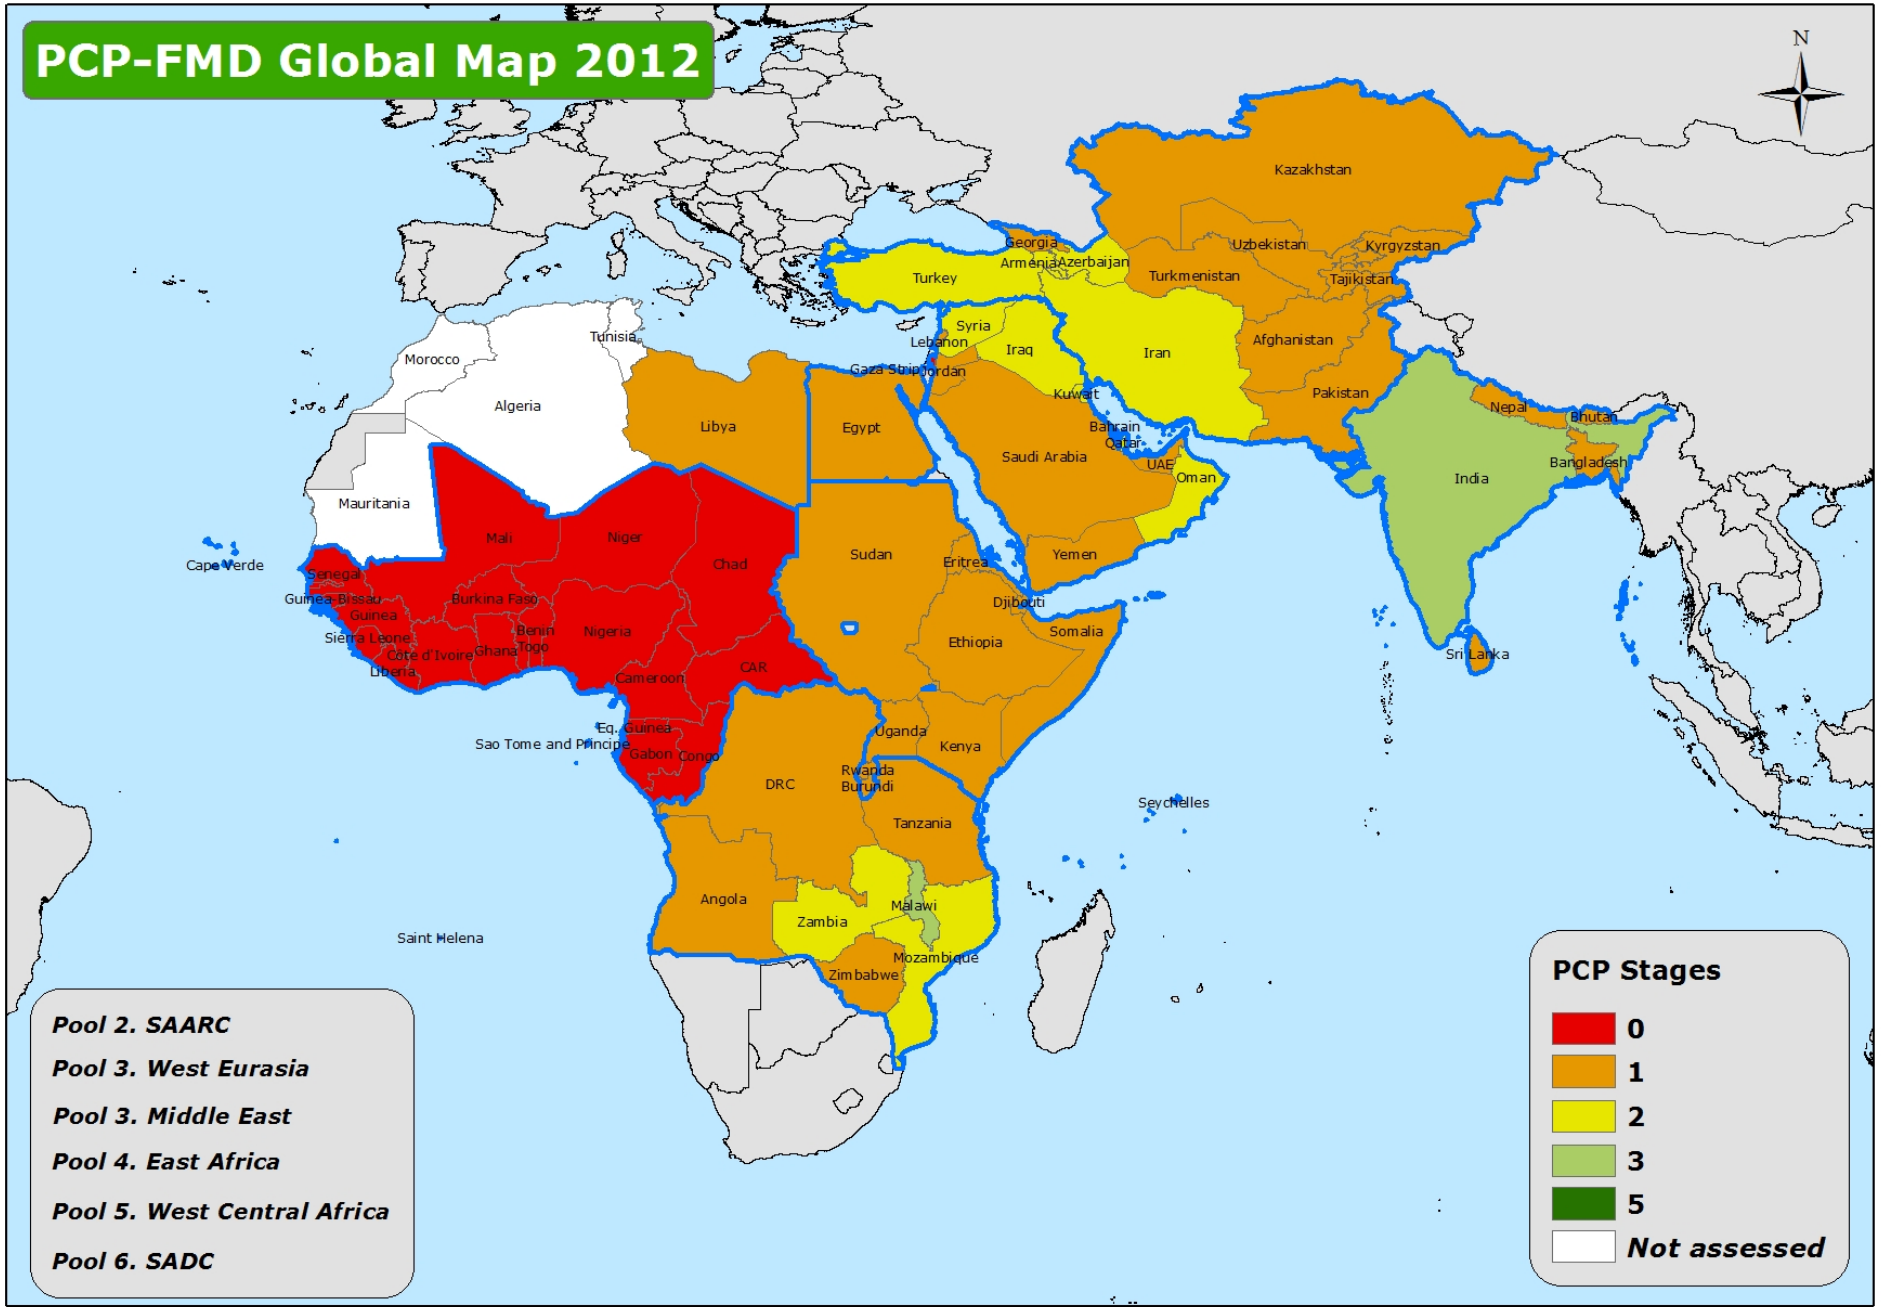 PCP-FMD Global Map 2012
N
Kazakhstan
Georgia
Uzbekistan
Kyrgyzstan
Armenia
Azerbaijan
Turkey
Turkmenistan
Tajikistan
Syria
Tunisia
Lebanon
Afghanistan
Iraq
Iran
Morocco
Gaza Strip
Jordan
Kuwait
Pakistan
Algeria
Nepal
Bhutan
Libya
Egypt
Bahrain
Qatar
Saudi Arabia
UAE
Bangladesh
Oman
India
Mauritania
Mali
Niger
Sudan
Yemen
Chad
Eritrea
Cape Verde
Senegal
Guinea Bissau
Burkina Faso
Djibouti
Guinea
Sierra Leone
Benin
Nigeria
Somalia
Ethiopia
Togo
Ghana
Côte d'Ivoire
Liberia
Sri Lanka
CAR
Cameroon
Eq. Guinea
Uganda
Sao Tome and Principe
Gabon
Congo
Kenya
Rwanda
DRC
Burundi
Seychelles
Tanzania
Angola
Malawi
Zambia
Saint Helena
Mozambique
Zimbabwe
Pool 2. SAARC
Pool 3. West Eurasia
Pool 3. Middle East
Pool 4. East Africa
Pool 5. West Central Africa
Pool 6. SADC
PCP Stages
0
1
2
3
5
Not assessed